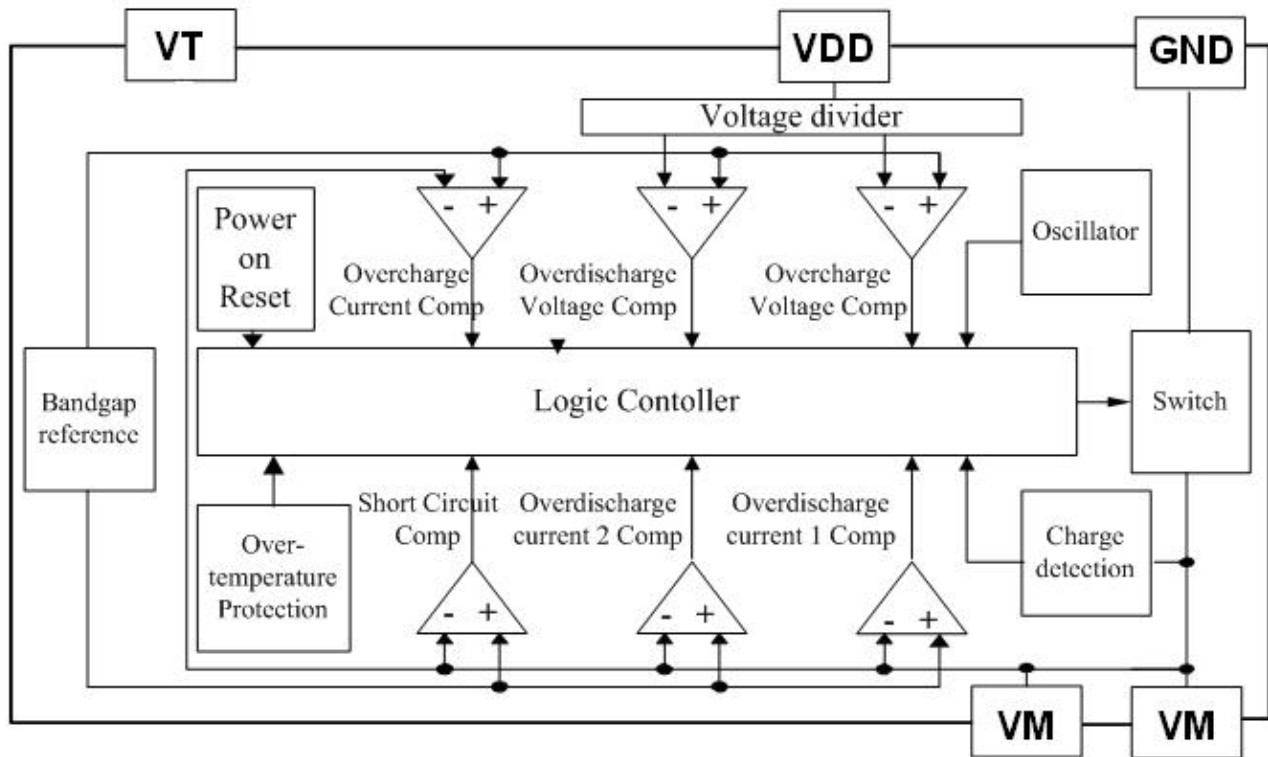 VT
VDD
GND
Voltage divider
- +
- +
- +
Power
on
Reset
Oscillator
Overcharge
Current Comp
Overdischarge
Voltage Comp
Overcharge
Voltage Comp
Bandgap
reference
Logic Contoller
Switch
Short Circuit
Comp
Overdischarge
current 2 Comp
Overdischarge
current 1 Comp
Charge
detection
Over-
temperature
Protection
- +
- +
- +
VM
VM